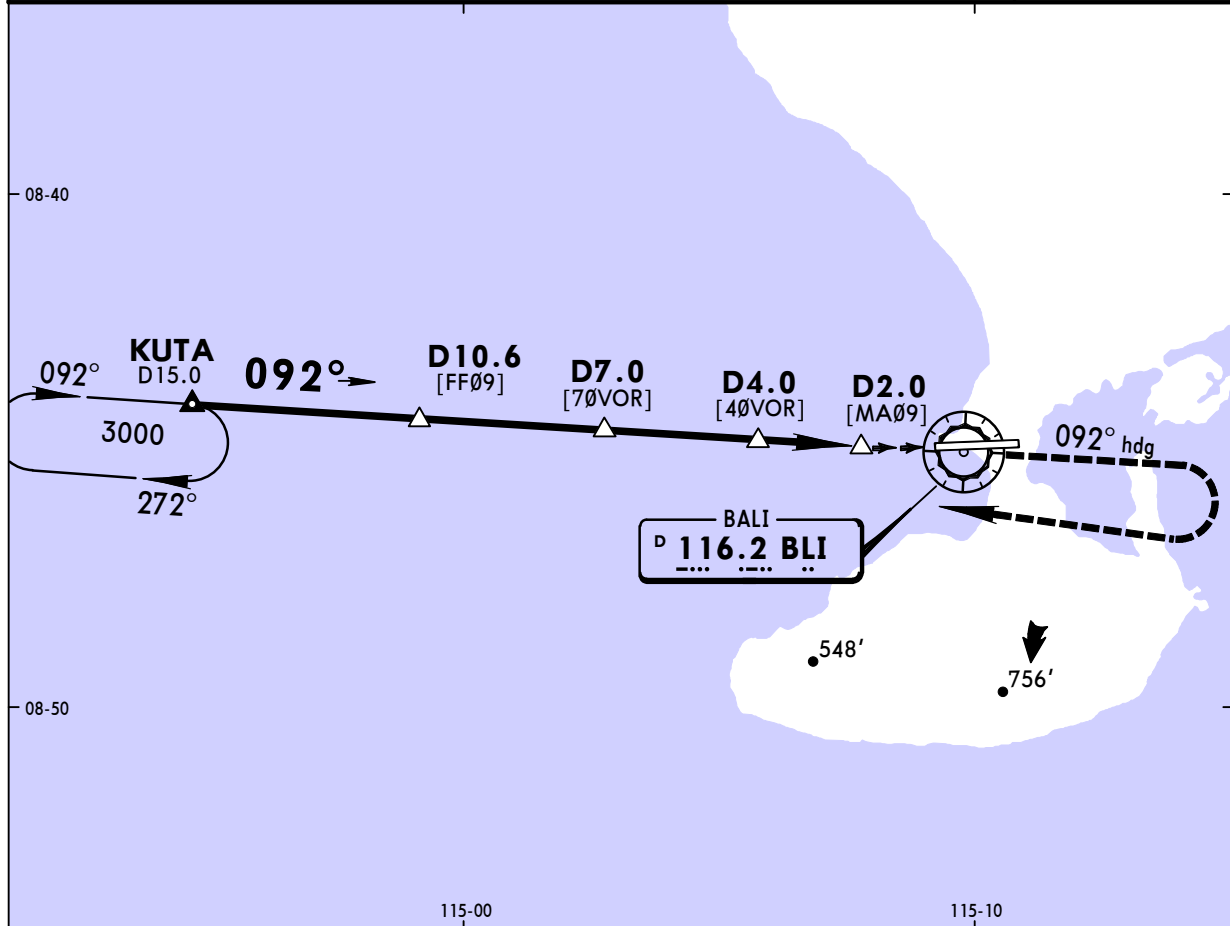 08-40
KUTA
D15.0
092°
092°
3000
272°
D10.6
[FFØ9]
D7.0
[7ØVOR]
D4.0
[4ØVOR]
D2.0
[MAØ9]
092° hdg
BALI
D 116.2 BLI
548'
756'
08-50
115-00
115-10